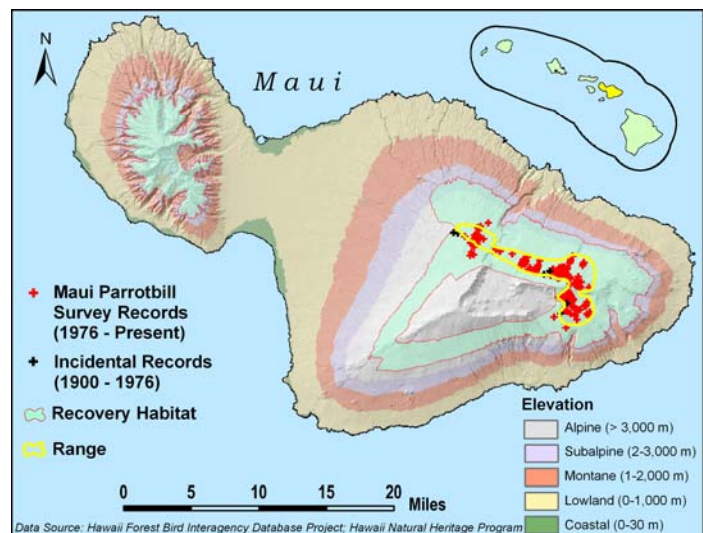 N
Maui
Maui Parrotbill
Survey Records
(1976 - Present)
Incidental Records
(1900 - 1976)
Recovery Habitat
Range
0 5 10 15 20
Miles
Elevation
Alpine (> 3,000 m)
Subalpine (2-3,000 m)
Montane (1-2,000 m)
Lowland (0-1,000 m)
Coastal (0-30 m)
Data Source: Hawaii Forest Bird Interagency Database Project; Hawaii Natural Heritage Program